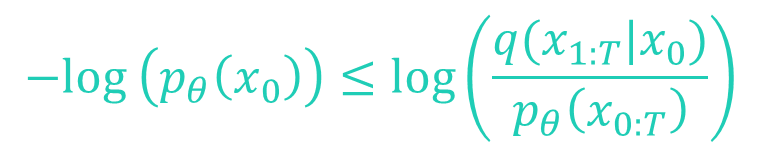 −log(p_θ(x_0)) ≤ log(q(x_{1:T}|x_0) / p_θ(x_{0:T}))